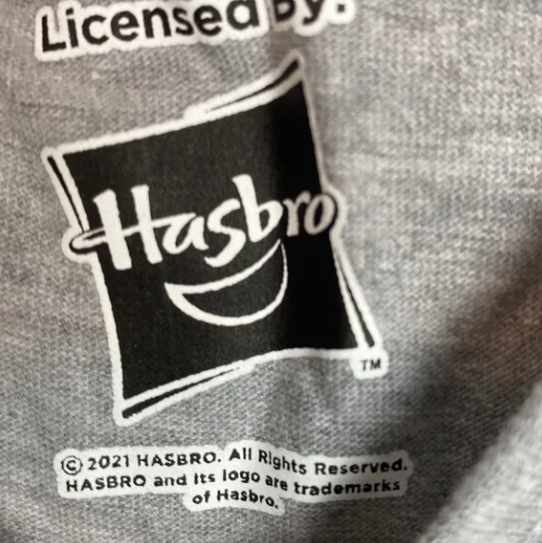 Licensed by:
Hasbro
TM
© 2021 HASBRO. All Rights Reserved.
HASBRO and its logo are trademarks
of Hasbro.